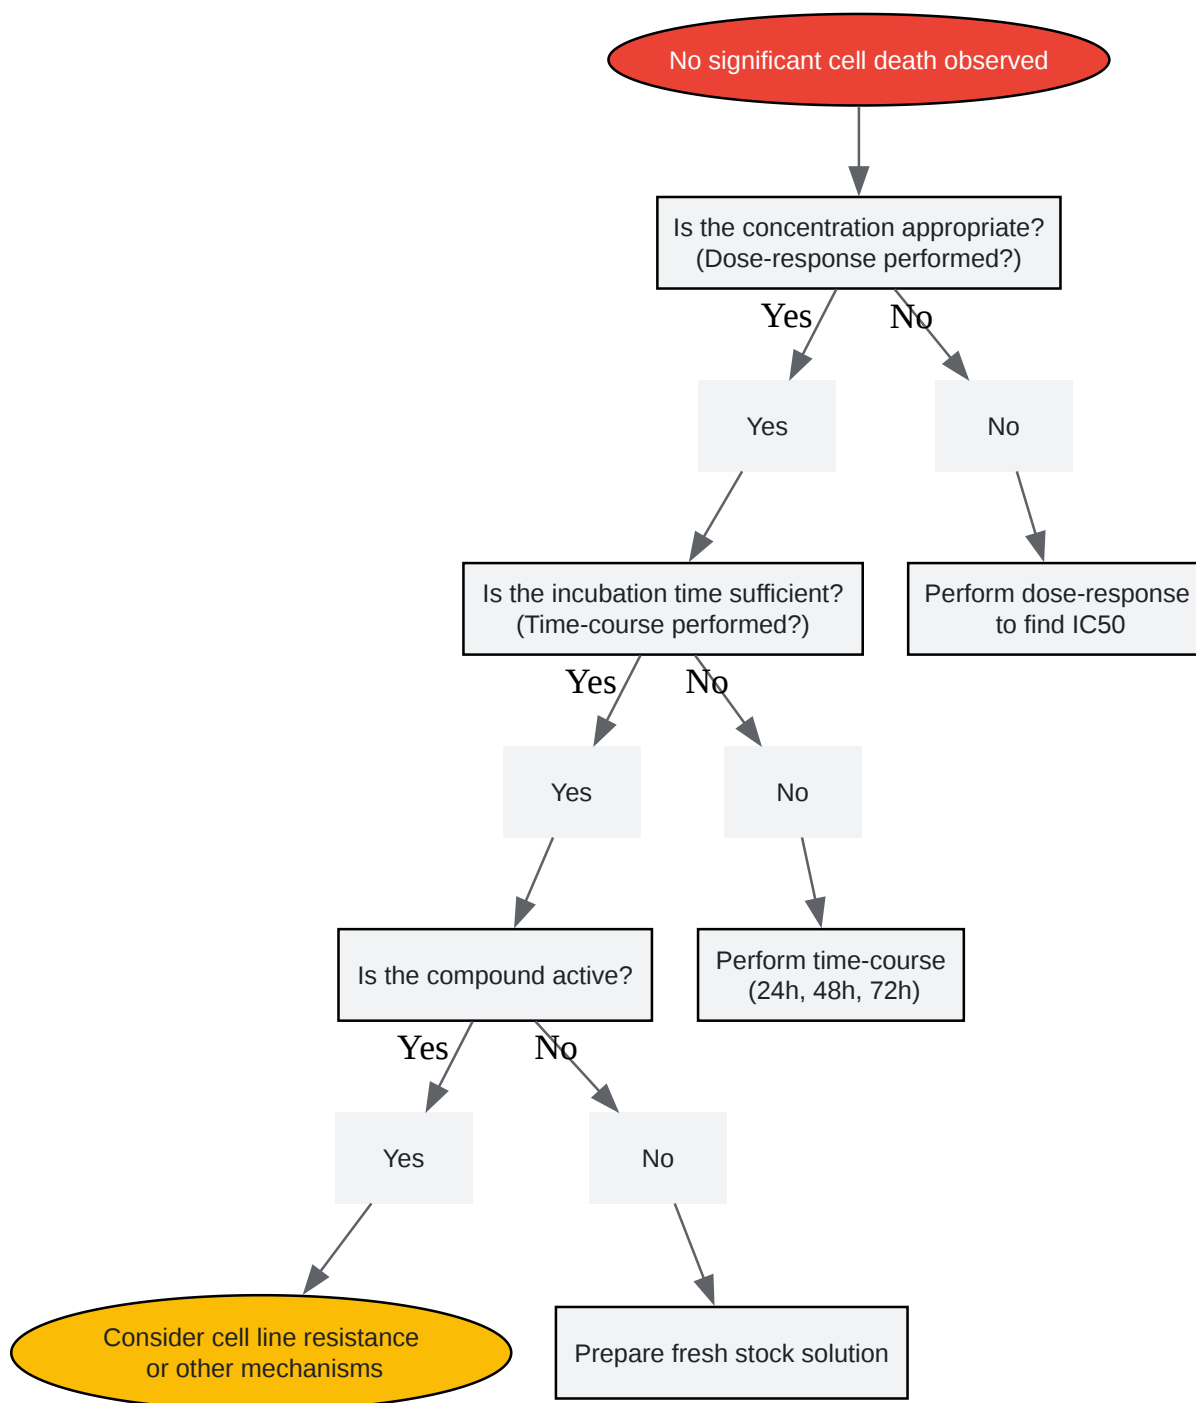 No significant cell death observed
Is the concentration appropriate?
(Dose-response performed?)
Yes
No
Yes
No
Is the incubation time sufficient?
(Time-course performed?)
Perform dose-response
to find IC50
Yes
No
Yes
No
Is the compound active?
Perform time-course
(24h, 48h, 72h)
Yes
No
Yes
No
Consider cell line resistance
or other mechanisms
Prepare fresh stock solution